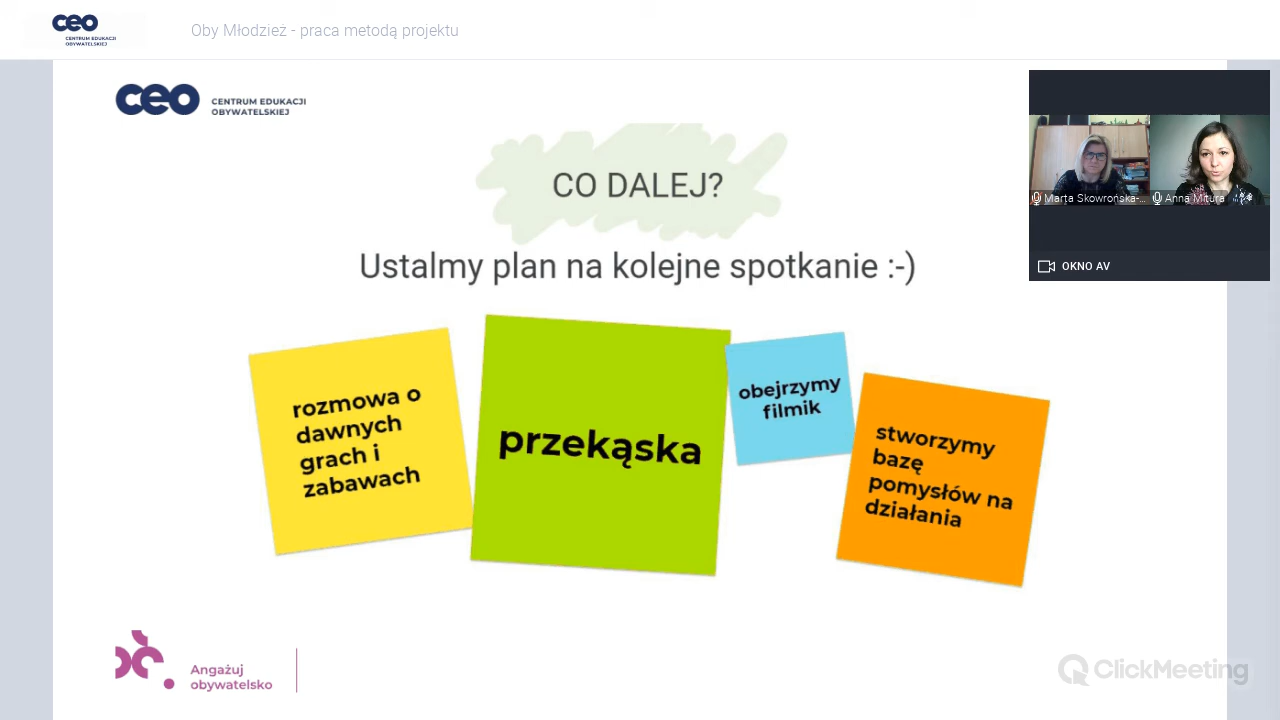 ceo
CENTRUM EDUKACJI
OBYWATELSKIEJ
Oby Młodzież - praca metodą projektu
ceo
CENTRUM EDUKACJI
OBYWATELSKIEJ
CO DALEJ?
Ustalmy plan na kolejne spotkanie :-)
Marta Skowrońska-...
Anna Mitura
OKNO AV
rozmowa o
dawnych
grach i
zabawach
przekąska
obejrzymy
filmik
stworzymy
bazę
pomysłów na
działania
Angażuj
obywatelsko
ClickMeeting